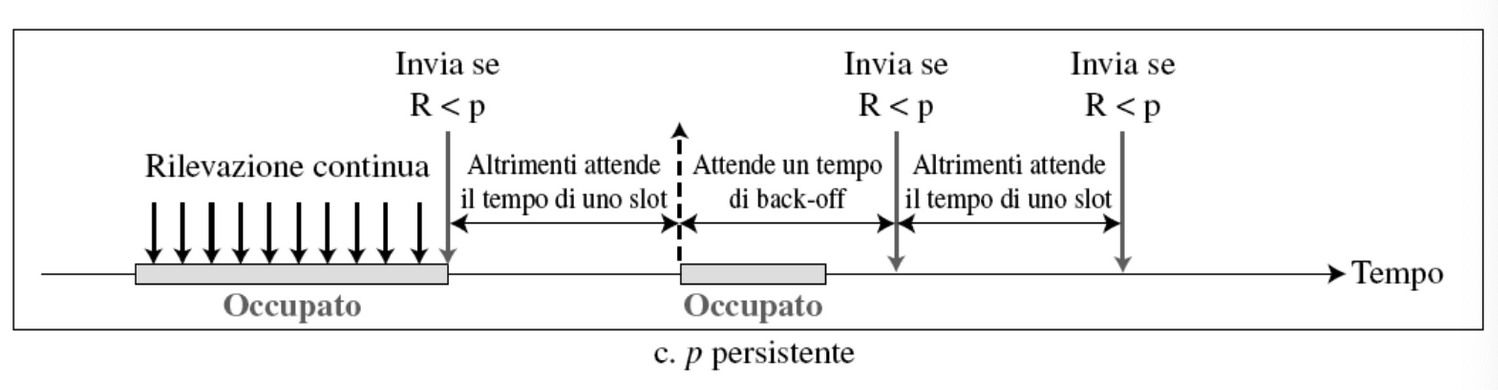 Invia se
R < p
Invia se
R < p
Invia se
R < p
Rilevazione continua
Altrimenti attende
il tempo di uno slot
Attende un tempo
di back-off
Altrimenti attende
il tempo di uno slot
Tempo
Occupato
Occupato
c. p persistente